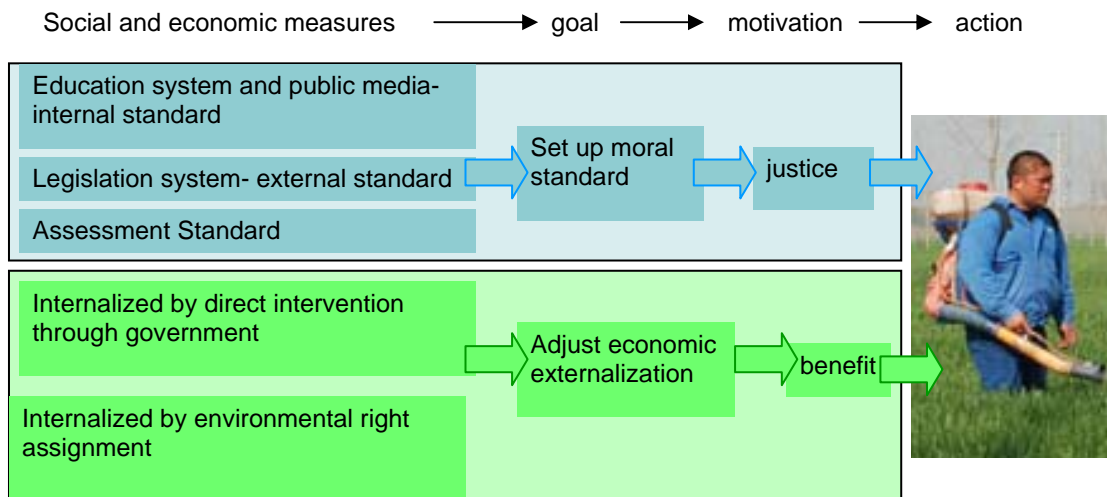 Social and economic measures → goal → motivation → action
Education system and public media-
internal standard
Legislation system- external standard
Assessment Standard
Set up moral
standard
justice
Internalized by direct intervention
through government
Internalized by environmental right
assignment
Adjust economic
externalization
benefit